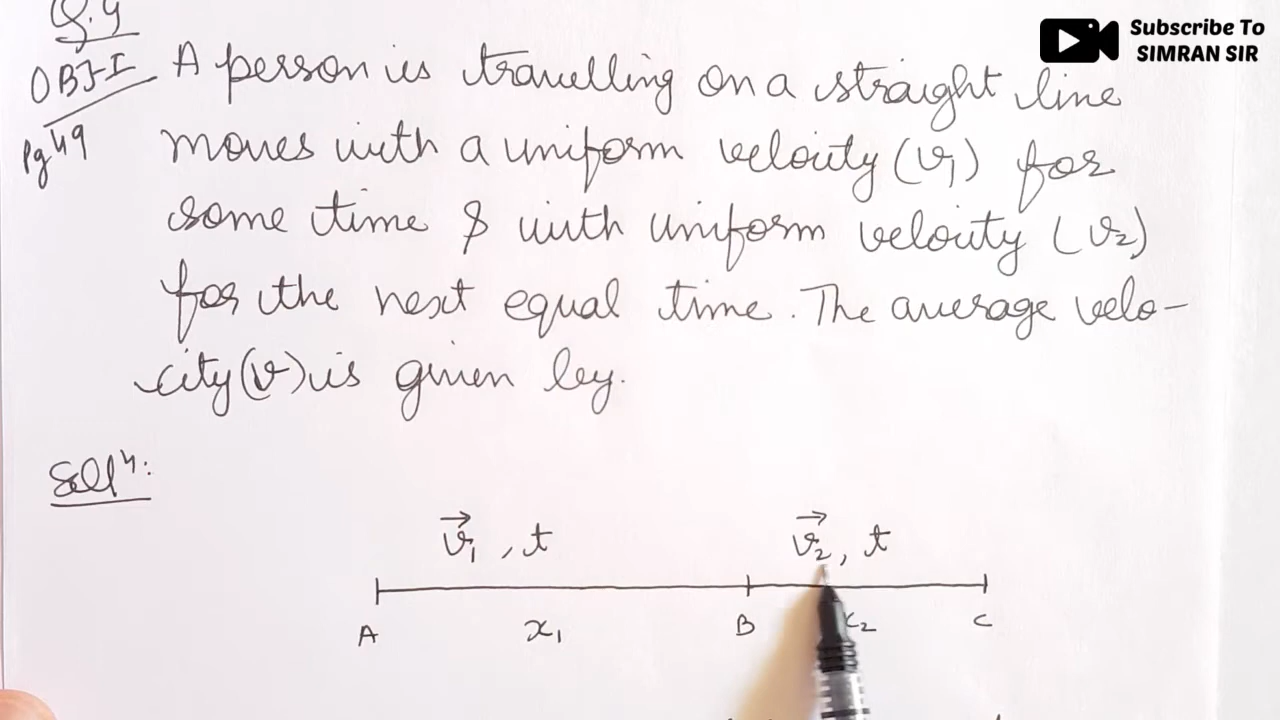 Q.4
OBJ-I
Pg 49
A person is travelling on a straight line
moves with a uniform velocity (v1) for
some time & with uniform velocity (v2)
for the next equal time. The average velo-
city (v) is given by.
Soln:
v⃗1, t
v⃗2, t
A x1 B x2 C
Subscribe To
SIMRAN SIR